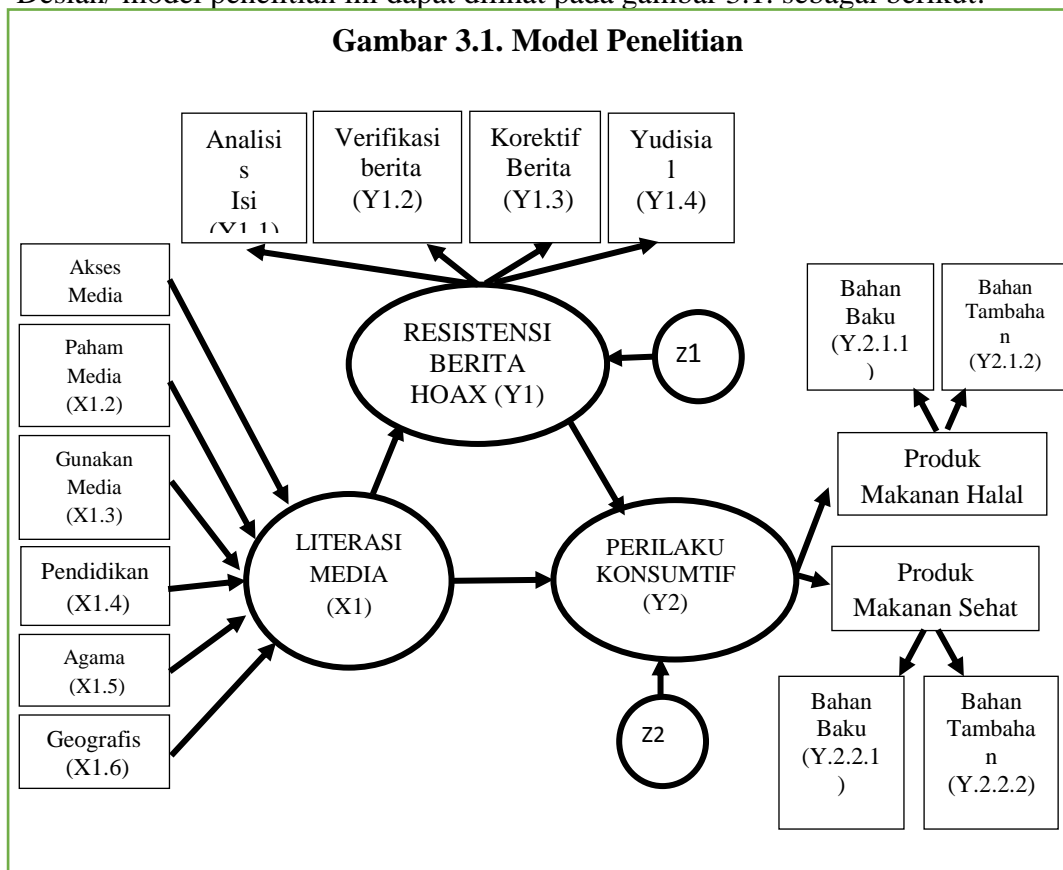 Desian/ model penelitian ini dapat dilihat pada gambar 3.1. sebagai berikut:
Gambar 3.1. Model Penelitian
Analisi
s
Isi
(Y1.1)
Verifikasi
berita
(Y1.2)
Korektif
Berita
(Y1.3)
Yudisia
l
(Y1.4)
Akses
Media
Paham
Media
(X1.2)
Gunakan
Media
(X1.3)
Pendidikan
(X1.4)
Agama
(X1.5)
Geografis
(X1.6)
RESISTENSI
BERITA
HOAX (Y1)
z1
LITERASI
MEDIA
(X1)
PERILAKU
KONSUMTIF
(Y2)
z2
Bahan
Baku
(Y.2.1.1
)
Bahan
Tambaha
n
(Y2.1.2)
Produk
Makanan Halal
Produk
Makanan Sehat
Bahan
Baku
(Y.2.2.1
)
Bahan
Tambaha
n
(Y.2.2.2)